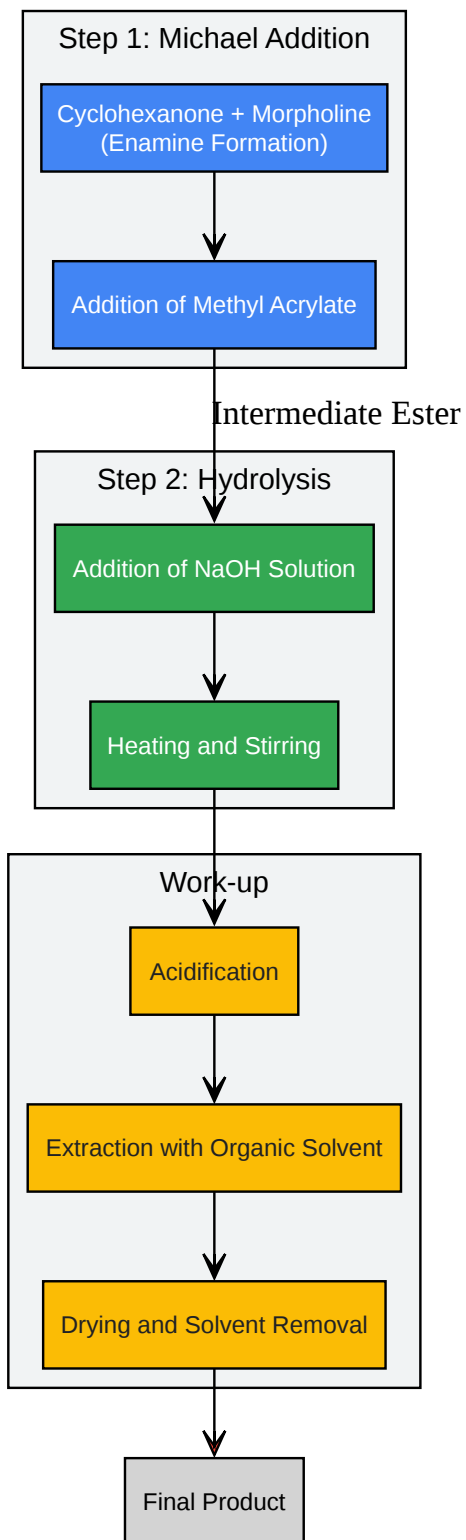 Step 1: Michael Addition
Cyclohexanone + Morpholine
(Enamine Formation)
Addition of Methyl Acrylate
Intermediate Ester
Step 2: Hydrolysis
Addition of NaOH Solution
Heating and Stirring
Work-up
Acidification
Extraction with Organic Solvent
Drying and Solvent Removal
Final Product